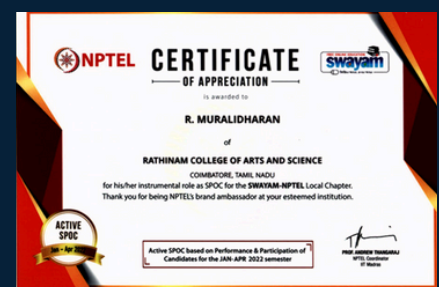 NPTEL
CERTIFICATE
OF APPRECIATION
swayam
is awarded to
R. MURALIDHARAN
of
RATHINAM COLLEGE OF ARTS AND SCIENCE
COIMBATORE, TAMIL NADU
for his/her instrumental role as SPOC for the SWAYAM-NPTEL Local Chapter.
Thank you for being NPTEL's brand ambassador at your esteemed institution.
ACTIVE
SPOC
Jan - Apr 2022
Active SPOC based on Performance & Participation of
Candidates for the JAN-APR 2022 semester
PROF. ANDREW THANGARAJ
NPTEL Coordinator
IIT Madras